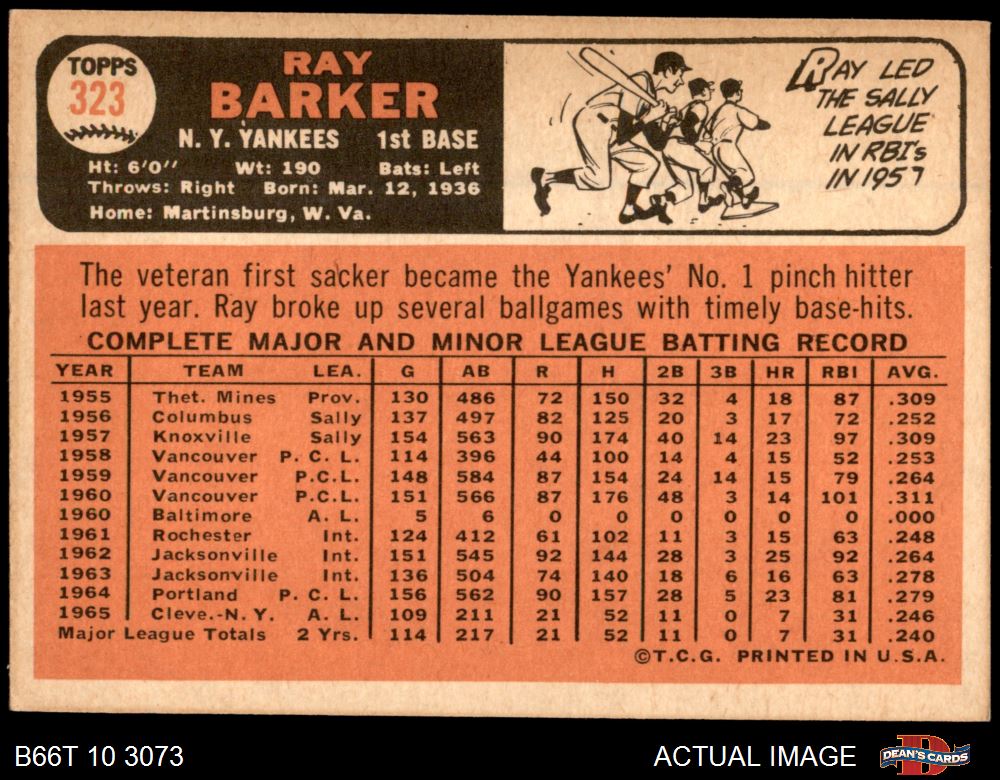 TOPPS
323
RAY
BARKER
N. Y. YANKEES 1st BASE
Ht: 6'0'' Wt: 190 Bats: Left
Throws: Right Born: Mar. 12, 1936
Home: Martinsburg, W. Va.
RAY LED
THE SALLY
LEAGUE
IN RBI's
IN 1957
The veteran first sacker became the Yankees' No. 1 pinch hitter
last year. Ray broke up several ballgames with timely base-hits.
COMPLETE MAJOR AND MINOR LEAGUE BATTING RECORD
YEAR TEAM LEA. G AB R H 2B 3B HR RBI AVG.
1955 Thet. Mines Prov. 130 486 72 150 32 4 18 87 .309
1956 Columbus Sally 137 497 82 125 20 3 17 72 .252
1957 Knoxville Sally 154 563 90 174 40 14 23 97 .309
1958 Vancouver P. C. L. 114 396 44 100 14 4 15 52 .253
1959 Vancouver P.C.L. 148 584 87 154 24 14 15 79 .264
1960 Vancouver P.C.L. 151 566 87 176 48 3 14 101 .311
1960 Baltimore A. L. 5 6 0 0 0 0 0 0 .000
1961 Rochester Int. 124 412 61 102 11 3 15 63 .248
1962 Jacksonville Int. 151 545 92 144 28 3 25 92 .264
1963 Jacksonville Int. 136 504 74 140 18 6 16 63 .278
1964 Portland P. C. L. 156 562 90 157 28 5 23 81 .279
1965 Cleve.-N. Y. A. L. 109 211 21 52 11 0 7 31 .246
Major League Totals 2 Yrs. 114 217 21 52 11 0 7 31 .240
©T.C.G. PRINTED IN U.S.A.
B66T 10 3073 ACTUAL IMAGE DEAN'S CARDS